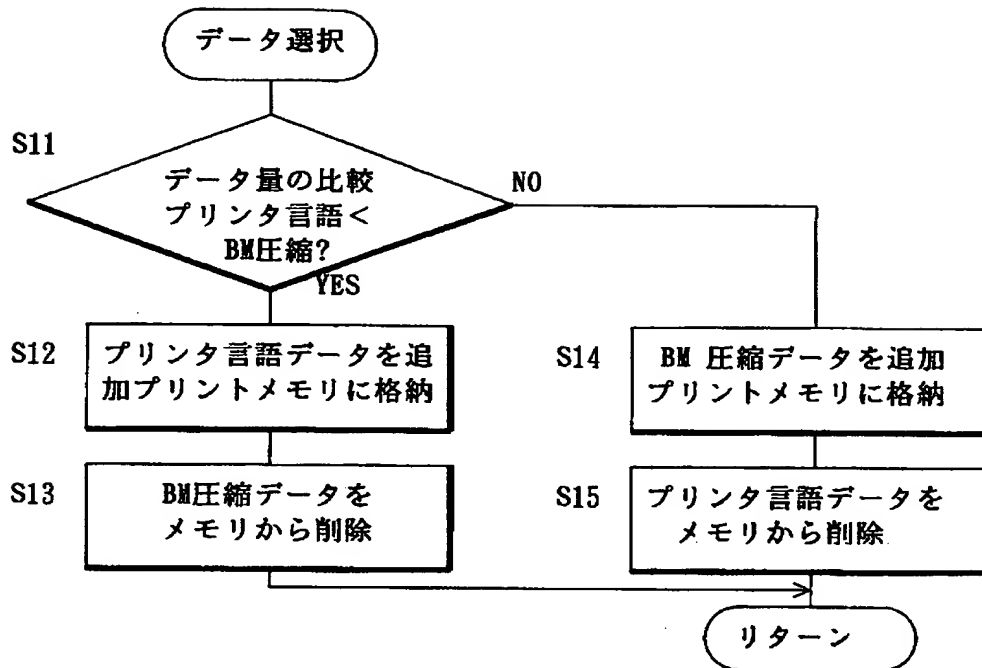 データ選択
S11
データ量の比較
プリンタ言語<
BM圧縮?
NO
YES
S12
プリンタ言語データを追
加プリントメモリに格納
S14
BM 圧縮データを追加
プリントメモリに格納
S13
BM圧縮データを
メモリから削除
S15
プリンタ言語データを
メモリから削除
リターン